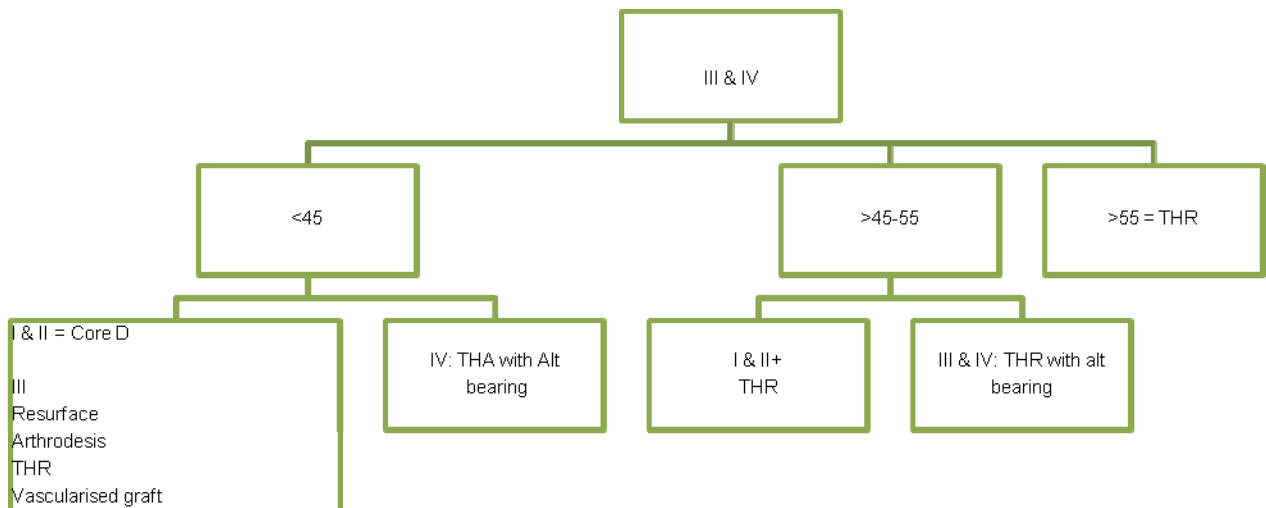 III & IV
<45
>45-55
>55 = THR
I & II = Core D
III
Resurface
Arthrodesis
THR
Vascularised graft
IV: THA with Alt
bearing
I & II+
THR
III & IV: THR with alt
bearing